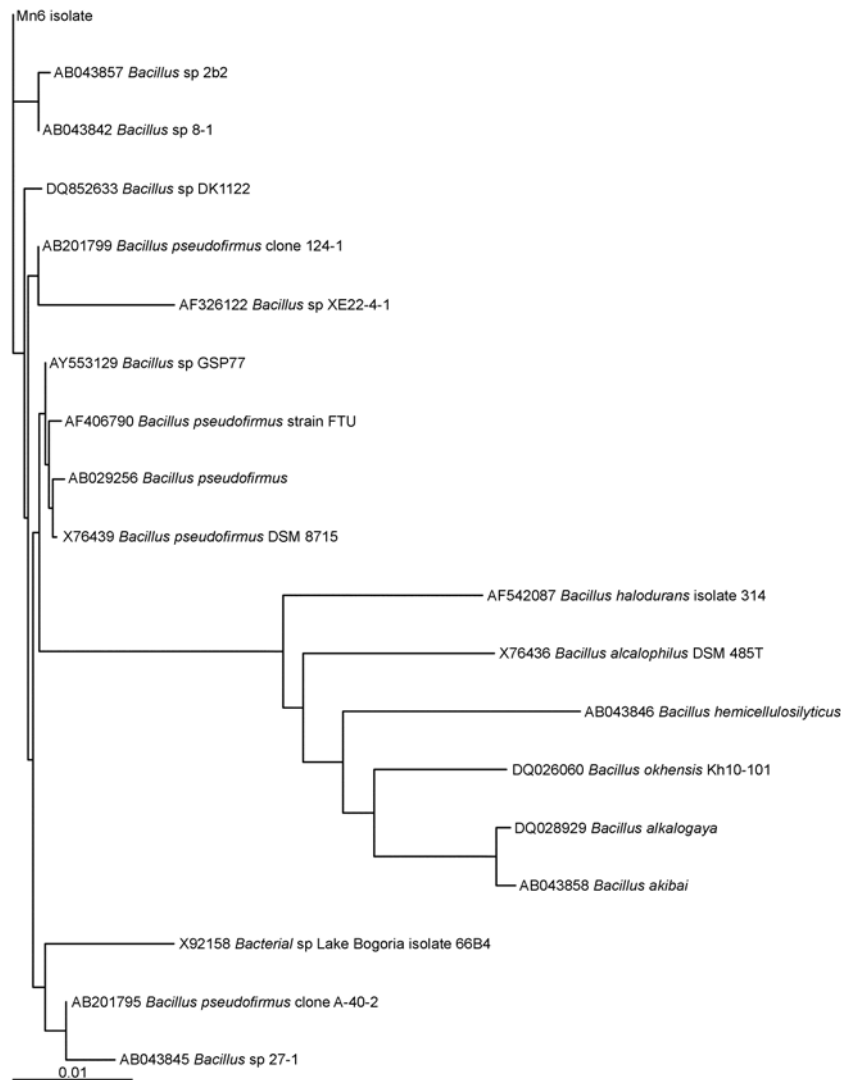 Mn6 isolate
AB043857 Bacillus sp 2b2
AB043842 Bacillus sp 8-1
DQ852633 Bacillus sp DK1122
AB201799 Bacillus pseudofirmus clone 124-1
AF326122 Bacillus sp XE22-4-1
AY553129 Bacillus sp GSP77
AF406790 Bacillus pseudofirmus strain FTU
AB029256 Bacillus pseudofirmus
X76439 Bacillus pseudofirmus DSM 8715
AF542087 Bacillus halodurans isolate 314
X76436 Bacillus alcalophilus DSM 485T
AB043846 Bacillus hemicellulosilyticus
DQ026060 Bacillus okhensis Kh10-101
DQ028929 Bacillus alkalogaya
AB043858 Bacillus akibai
X92158 Bacterial sp Lake Bogoria isolate 66B4
AB201795 Bacillus pseudofirmus clone A-40-2
AB043845 Bacillus sp 27-1
0.01